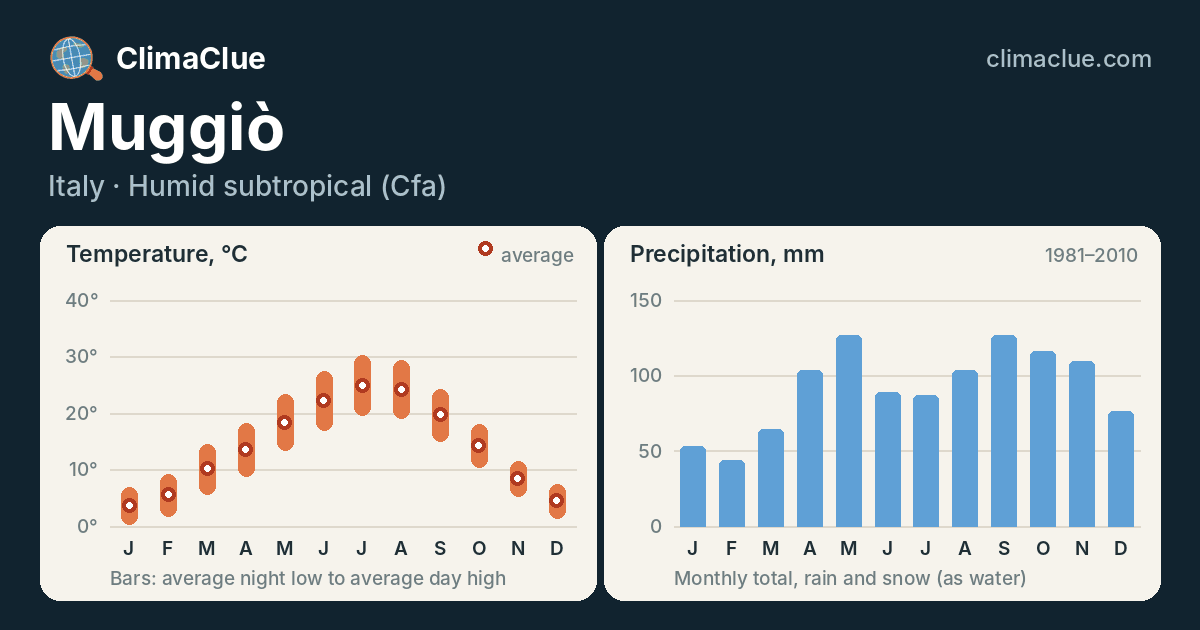 ClimaClue
climaclue.com
Muggiò
Italy · Humid subtropical (Cfa)
Temperature, °C
average
40°
30°
20°
10°
0°
J F M A M J J A S O N D
Bars: average night low to average day high
Precipitation, mm
1981–2010
150
100
50
0
J F M A M J J A S O N D
Monthly total, rain and snow (as water)